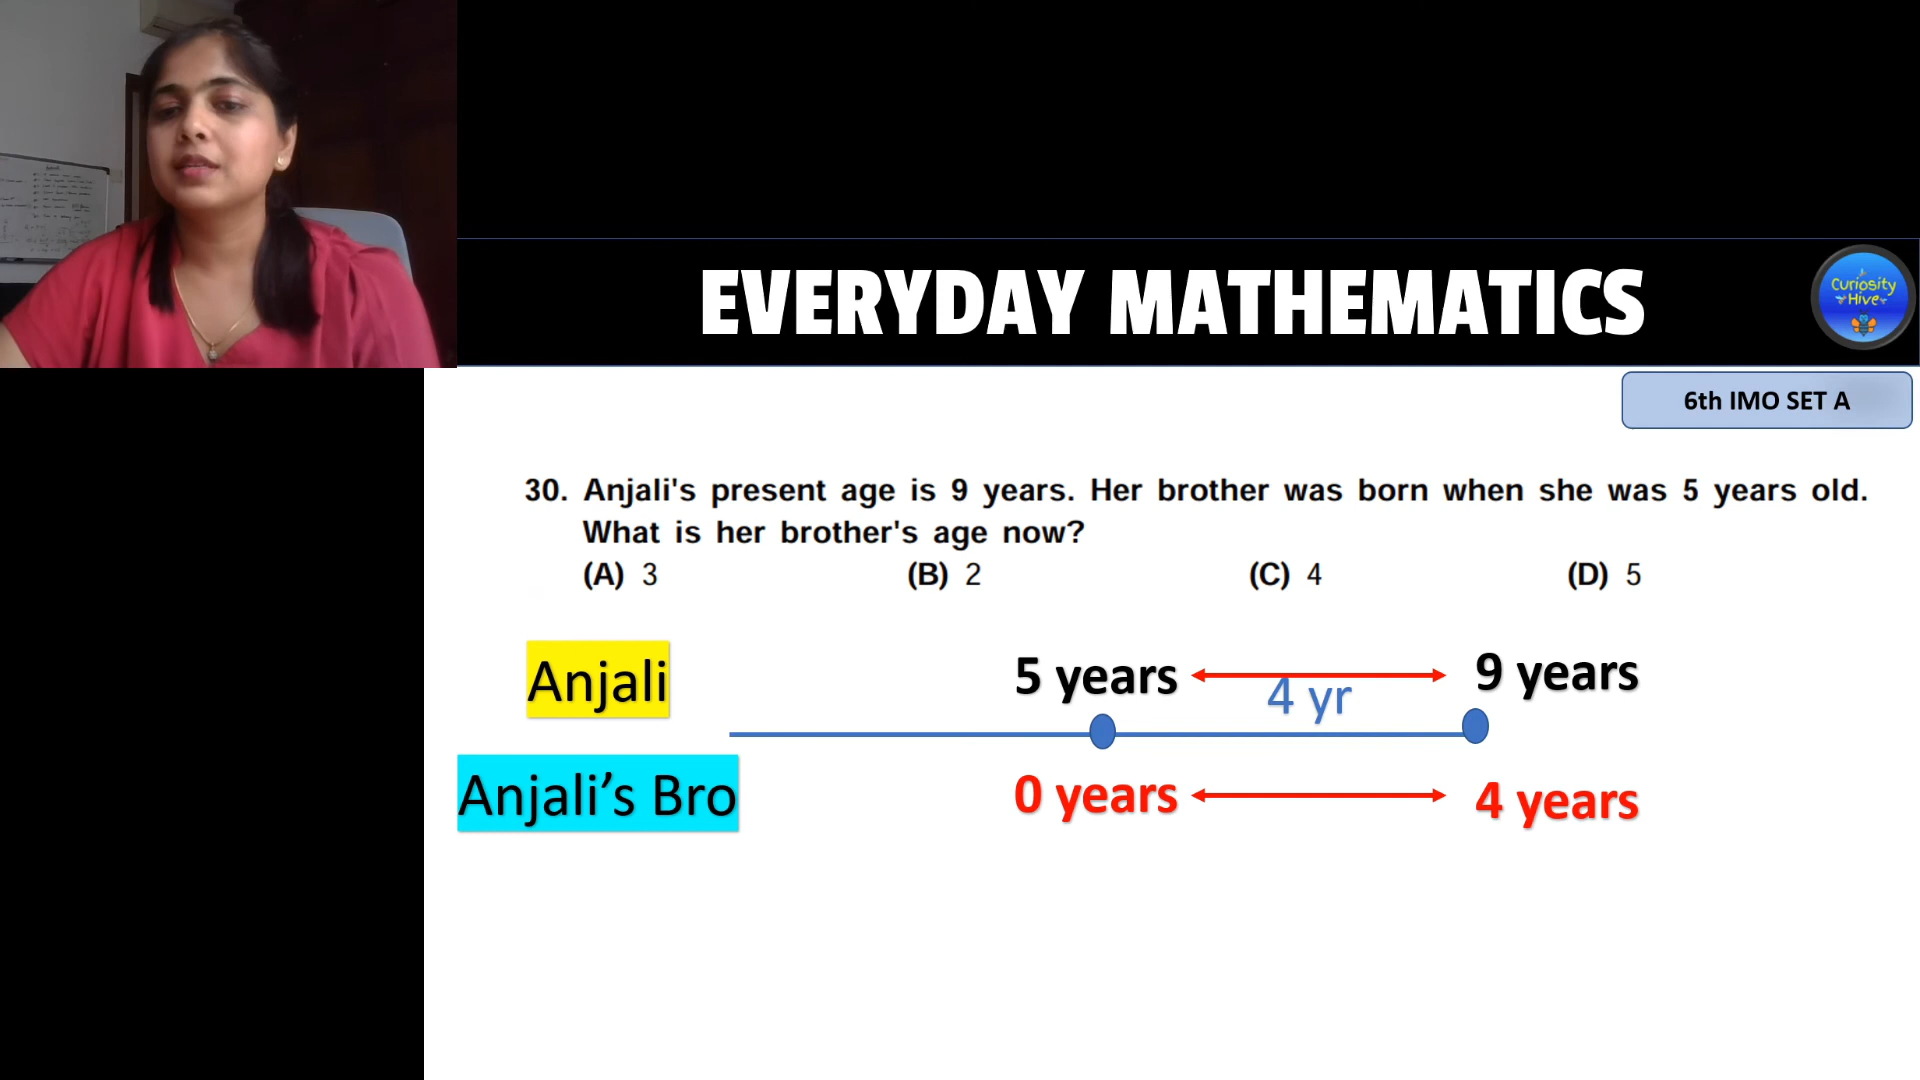 EVERYDAY MATHEMATICS
Curiosity
Hive
6th IMO SET A
30. Anjali's present age is 9 years. Her brother was born when she was 5 years old.
What is her brother's age now?
(A) 3 (B) 2 (C) 4 (D) 5
Anjali 5 years 9 years
4 yr
Anjali’s Bro 0 years 4 years